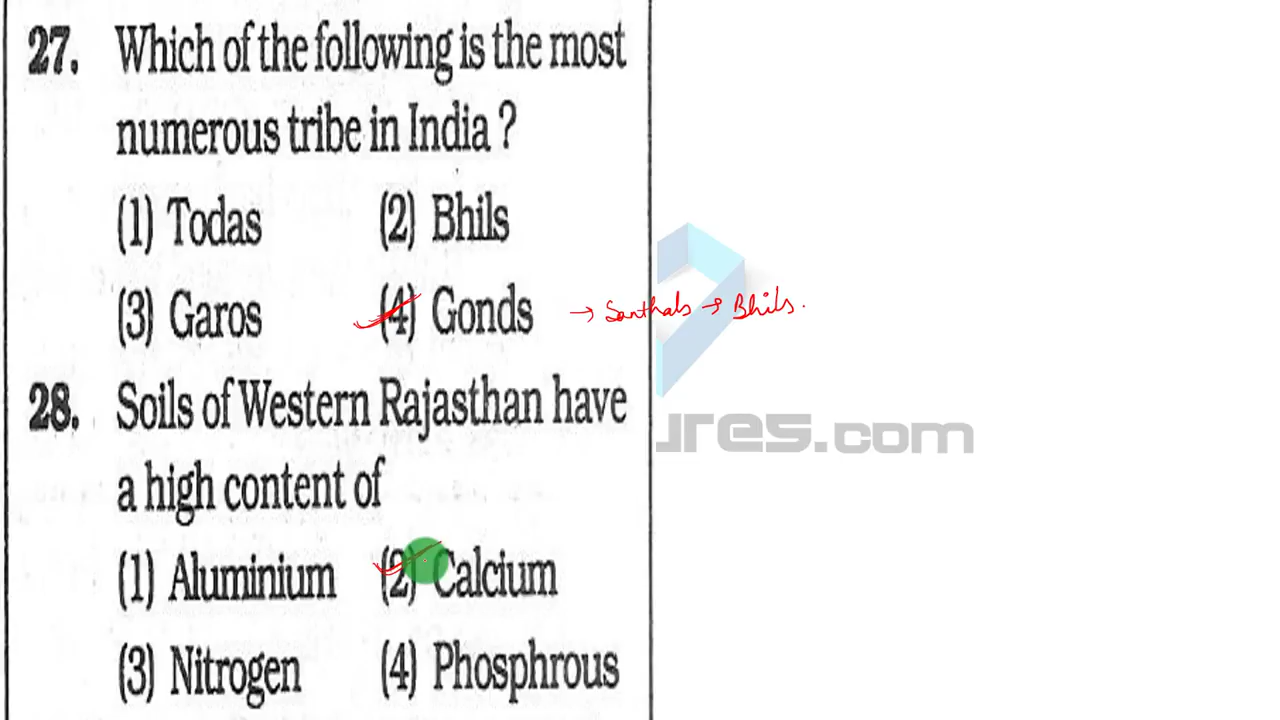 27. Which of the following is the most
numerous tribe in India ?
(1) Todas (2) Bhils
(3) Garos (4) Gonds → Santhals → Bhils.
28. Soils of Western Rajasthan have
a high content of
(1) Aluminium (2) Calcium
(3) Nitrogen (4) Phosphrous